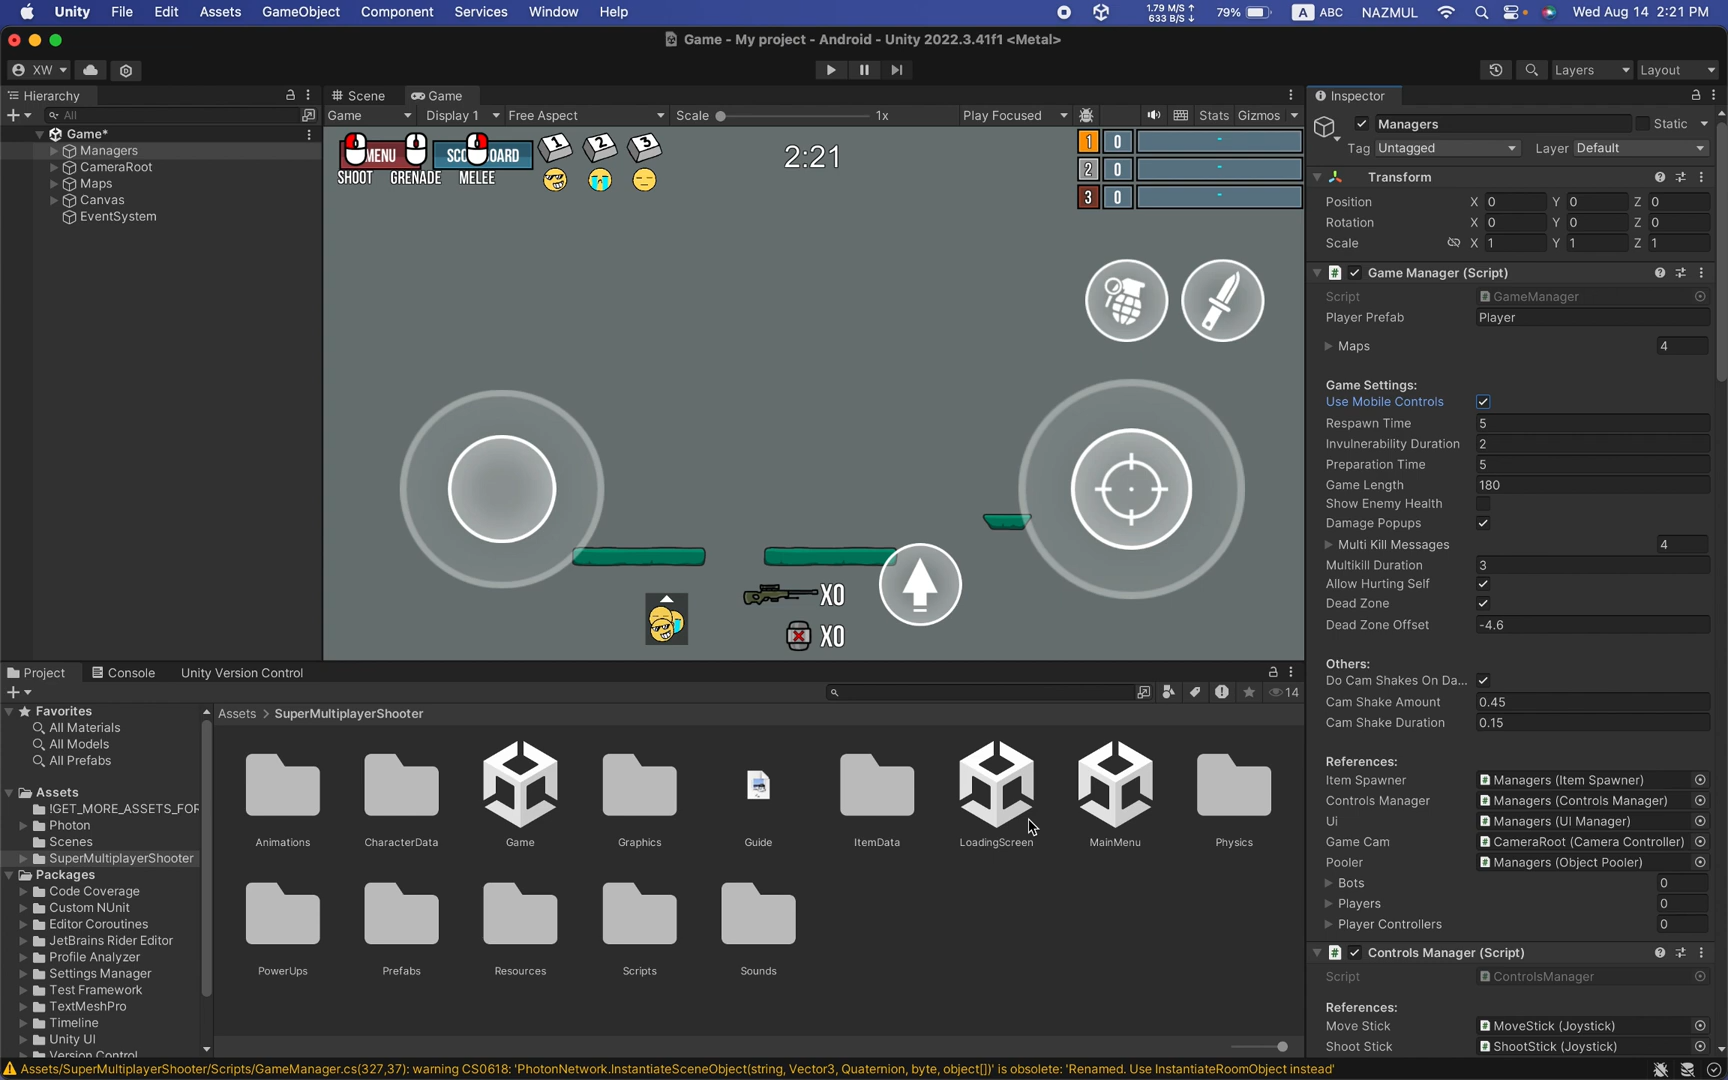 Unity File Edit Assets GameObject Component Services Window Help
1.79 M/S ↑
633 B/S ↓
79% A ABC NAZMUL Wed Aug 14 2:21 PM
Game - My project - Android - Unity 2022.3.41f1 <Metal>
XW Layers Layout
Hierarchy
All
Game*
Managers
CameraRoot
Maps
Canvas
EventSystem
Scene Game
Game Display 1 Free Aspect Scale 1x Play Focused Stats Gizmos
MENU
1 2 3
SHOOT GRENADE MELEE
2:21
1 0 -
2 0 -
3 0 -
X0
X0
Inspector
Managers Static
Tag Untagged Layer Default
Transform
Position X 0 Y 0 Z 0
Rotation X 0 Y 0 Z 0
Scale X 1 Y 1 Z 1
Game Manager (Script)
Script GameManager
Player Prefab Player
Maps 4
Game Settings:
Use Mobile Controls
Respawn Time 5
Invulnerability Duration 2
Preparation Time 5
Game Length 180
Show Enemy Health
Damage Popups
Multi Kill Messages 4
Multikill Duration 3
Allow Hurting Self
Dead Zone
Dead Zone Offset -4.6
Others:
Do Cam Shakes On Da...
Cam Shake Amount 0.45
Cam Shake Duration 0.15
References:
Item Spawner Managers (Item Spawner)
Controls Manager Managers (Controls Manager)
Ui Managers (UI Manager)
Game Cam CameraRoot (Camera Controller)
Pooler Managers (Object Pooler)
Bots 0
Players 0
Player Controllers 0
Controls Manager (Script)
Script ControlsManager
References:
Move Stick MoveStick (Joystick)
Shoot Stick ShootStick (Joystick)
Project Console Unity Version Control
14
Favorites
All Materials
All Models
All Prefabs
Assets
!GET_MORE_ASSETS_FOR
Photon
Scenes
SuperMultiplayerShooter
Packages
Code Coverage
Custom NUnit
Editor Coroutines
JetBrains Rider Editor
Profile Analyzer
Settings Manager
Test Framework
TextMeshPro
Timeline
Unity UI
Version Control
Assets > SuperMultiplayerShooter
Animations CharacterData Game Graphics Guide ItemData LoadingScreen MainMenu Physics
PowerUps Prefabs Resources Scripts Sounds
Assets/SuperMultiplayerShooter/Scripts/GameManager.cs(327,37): warning CS0618: 'PhotonNetwork.InstantiateSceneObject(string, Vector3, Quaternion, byte, object[])' is obsolete: 'Renamed. Use InstantiateRoomObject instead'